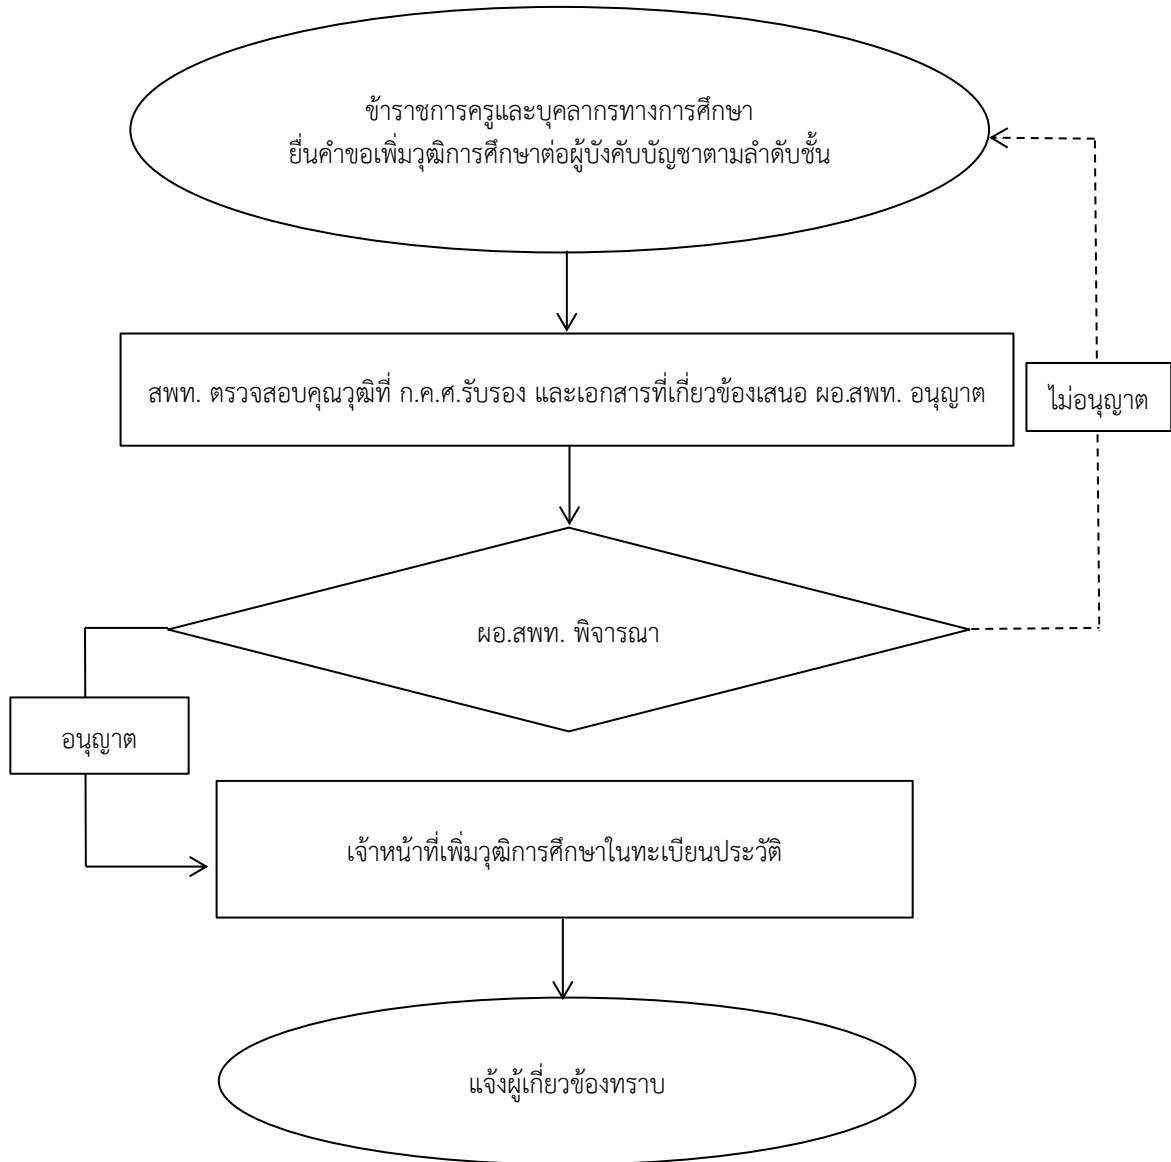 ข้าราชการครูและบุคลากรทางการศึกษา
ยื่นคำขอเพิ่มวุฒิการศึกษาต่อผู้บังคับบัญชาตามลำดับชั้น
สพท. ตรวจสอบคุณวุฒิที่ ก.ค.ศ.รับรอง และเอกสารที่เกี่ยวข้องเสนอ ผอ.สพท. อนุญาต
ไม่อนุญาต
ผอ.สพท. พิจารณา
อนุญาต
เจ้าหน้าที่เพิ่มวุฒิการศึกษาในทะเบียนประวัติ
แจ้งผู้เกี่ยวข้องทราบ